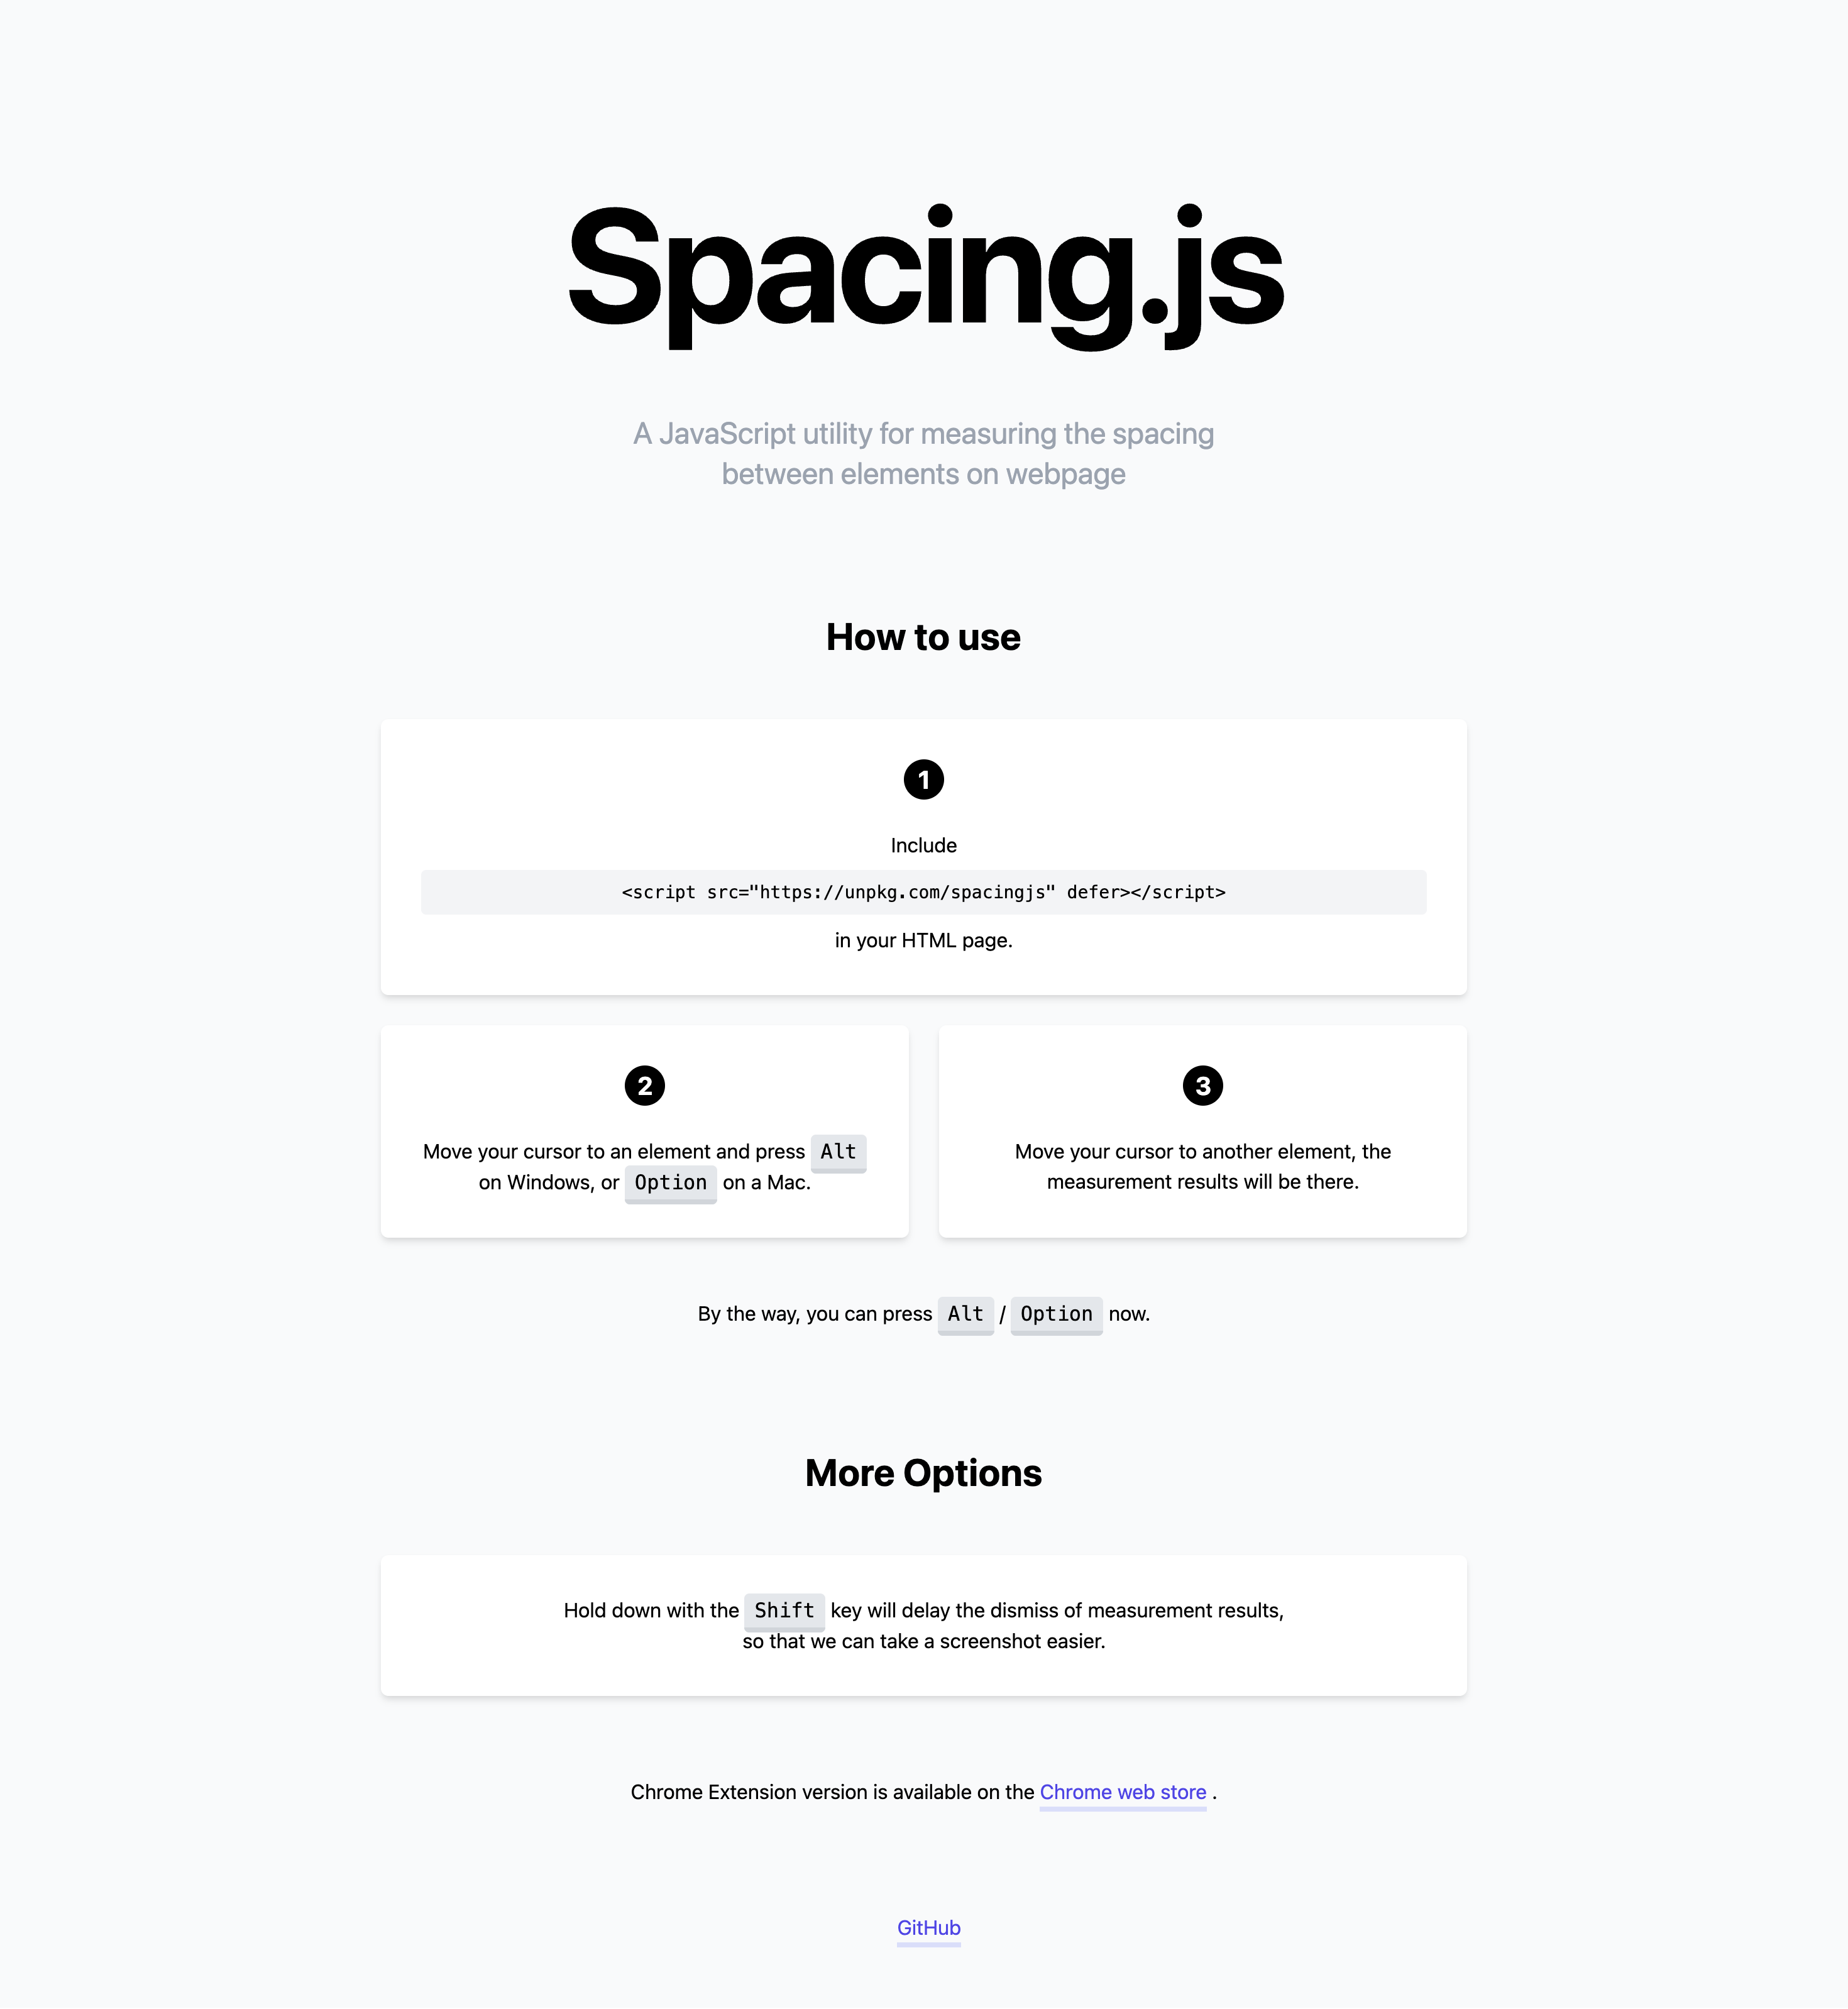 Spacing.js
A JavaScript utility for measuring the spacing
between elements on webpage
How to use
1
Include
<script src="https://unpkg.com/spacingjs" defer></script>
in your HTML page.
2
Move your cursor to an element and press Alt
on Windows, or Option on a Mac.
3
Move your cursor to another element, the
measurement results will be there.
By the way, you can press Alt / Option now.
More Options
Hold down with the Shift key will delay the dismiss of measurement results,
so that we can take a screenshot easier.
Chrome Extension version is available on the Chrome web store .
GitHub